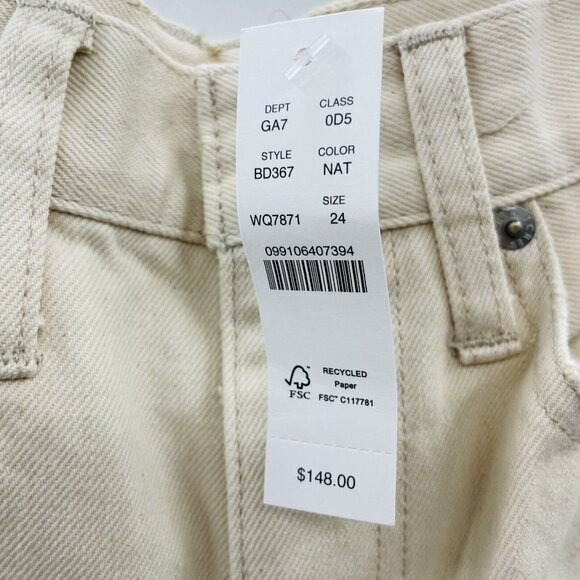 DEPT CLASS
GA7 0D5
STYLE COLOR
BD367 NAT
SIZE
WQ7871 24
099106407394
RECYCLED
Paper
FSC FSC™ C117781
$148.00